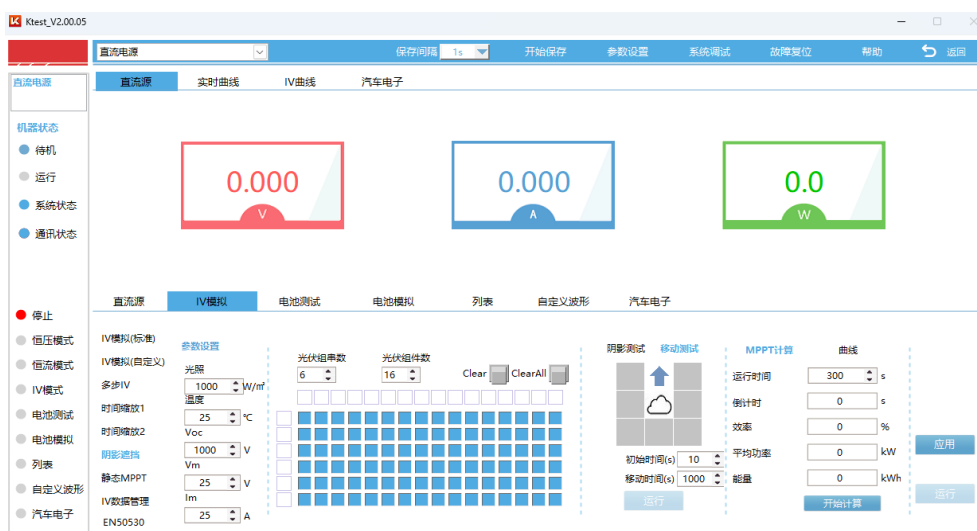 Ktest_V2.00.05
直流电源 保存间隔 1s 开始保存 参数设置 系统调试 故障复位 帮助 返回
直流电源
直流源 实时曲线 IV曲线 汽车电子
机器状态
待机
运行
系统状态
通讯状态
0.000
V
0.000
A
0.0
W
直流源 IV模拟 电池测试 电池模拟 列表 自定义波形 汽车电子
停止
恒压模式
恒流模式
IV模式
电池测试
电池模拟
列表
自定义波形
汽车电子
IV模拟(标准)
IV模拟(自定义)
多步IV
时间缩放1
时间缩放2
阴影遮挡
静态MPPT
IV数据管理
EN50530
参数设置
光照
1000 W/㎡
温度
25 ℃
Voc
1000 V
Vm
25 V
Im
25 A
光伏组串数 光伏组件数
6 16 Clear ClearAll
阴影测试 移动测试
初始时间(s) 10
移动时间(s) 1000
运行
MPPT计算 曲线
运行时间 300 s
倒计时 0 s
效率 0 %
平均功率 0 kW
能量 0 kWh
开始计算
应用
运行